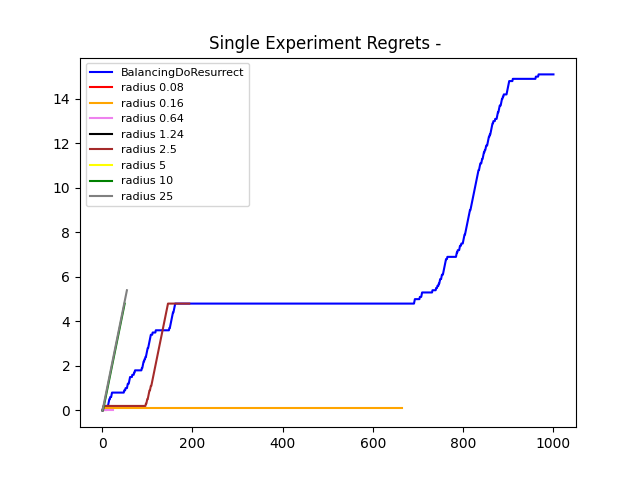 Single Experiment Regrets -
BalancingDoResurrect
radius 0.08
radius 0.16
radius 0.64
radius 1.24
radius 2.5
radius 5
radius 10
radius 25
14
12
10
8
6
4
2
0
0 200 400 600 800 1000